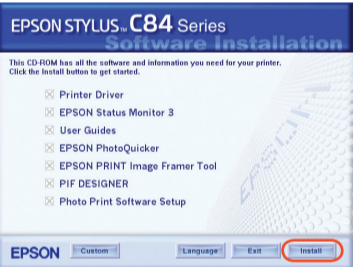 EPSON STYLUS™ C84 Series
Software Installation
This CD-ROM has all the software and information you need for your printer.
Click the Install button to get started.
Printer Driver
EPSON Status Monitor 3
User Guides
EPSON PhotoQuicker
EPSON PRINT Image Framer Tool
PIF DESIGNER
Photo Print Software Setup
EPSON
EPSON Custom Language Exit Install